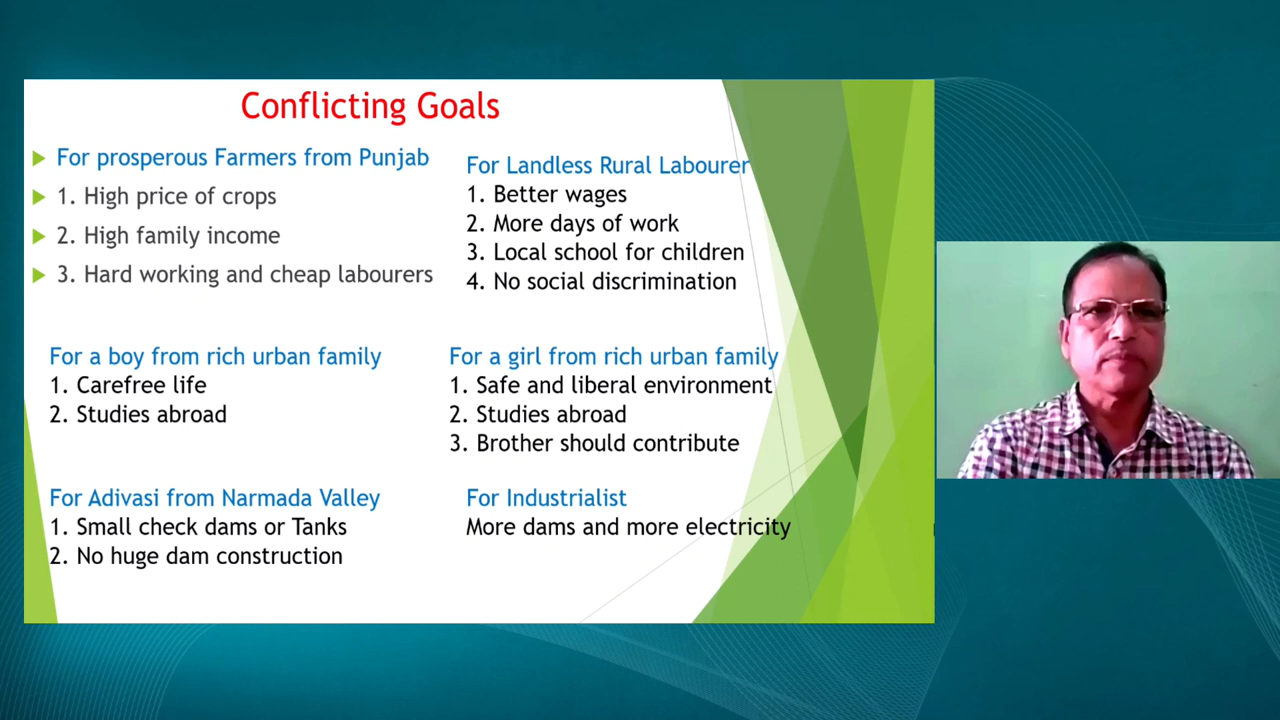 Conflicting Goals
For prosperous Farmers from Punjab
1. High price of crops
2. High family income
3. Hard working and cheap labourers
For Landless Rural Labourer
1. Better wages
2. More days of work
3. Local school for children
4. No social discrimination
For a boy from rich urban family
1. Carefree life
2. Studies abroad
For a girl from rich urban family
1. Safe and liberal environment
2. Studies abroad
3. Brother should contribute
For Adivasi from Narmada Valley
1. Small check dams or Tanks
2. No huge dam construction
For Industrialist
More dams and more electricity